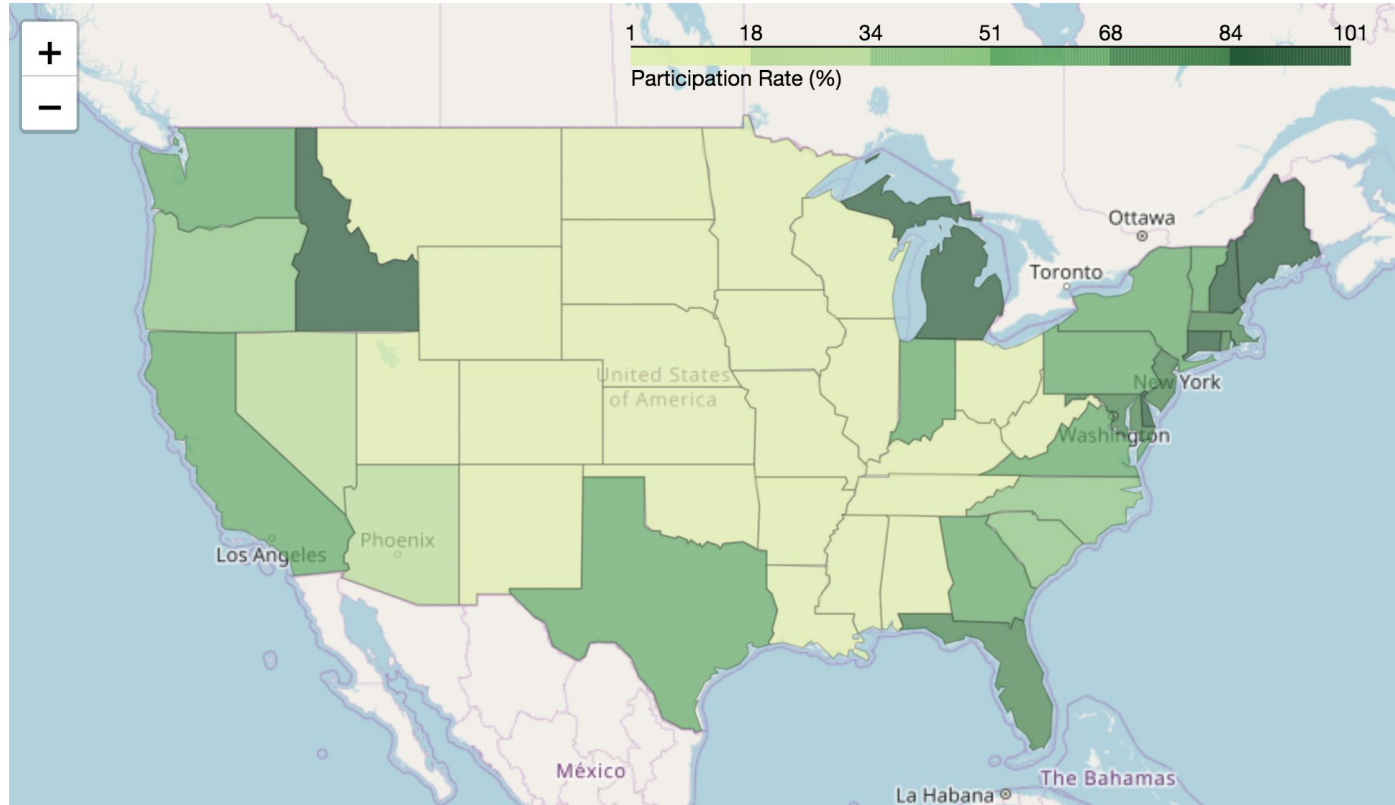 +
−
1 18 34 51 68 84 101
Participation Rate (%)
Ottawa
Toronto
United States
of America
New York
Washington
Phoenix
Los Angeles
México
The Bahamas
La Habana